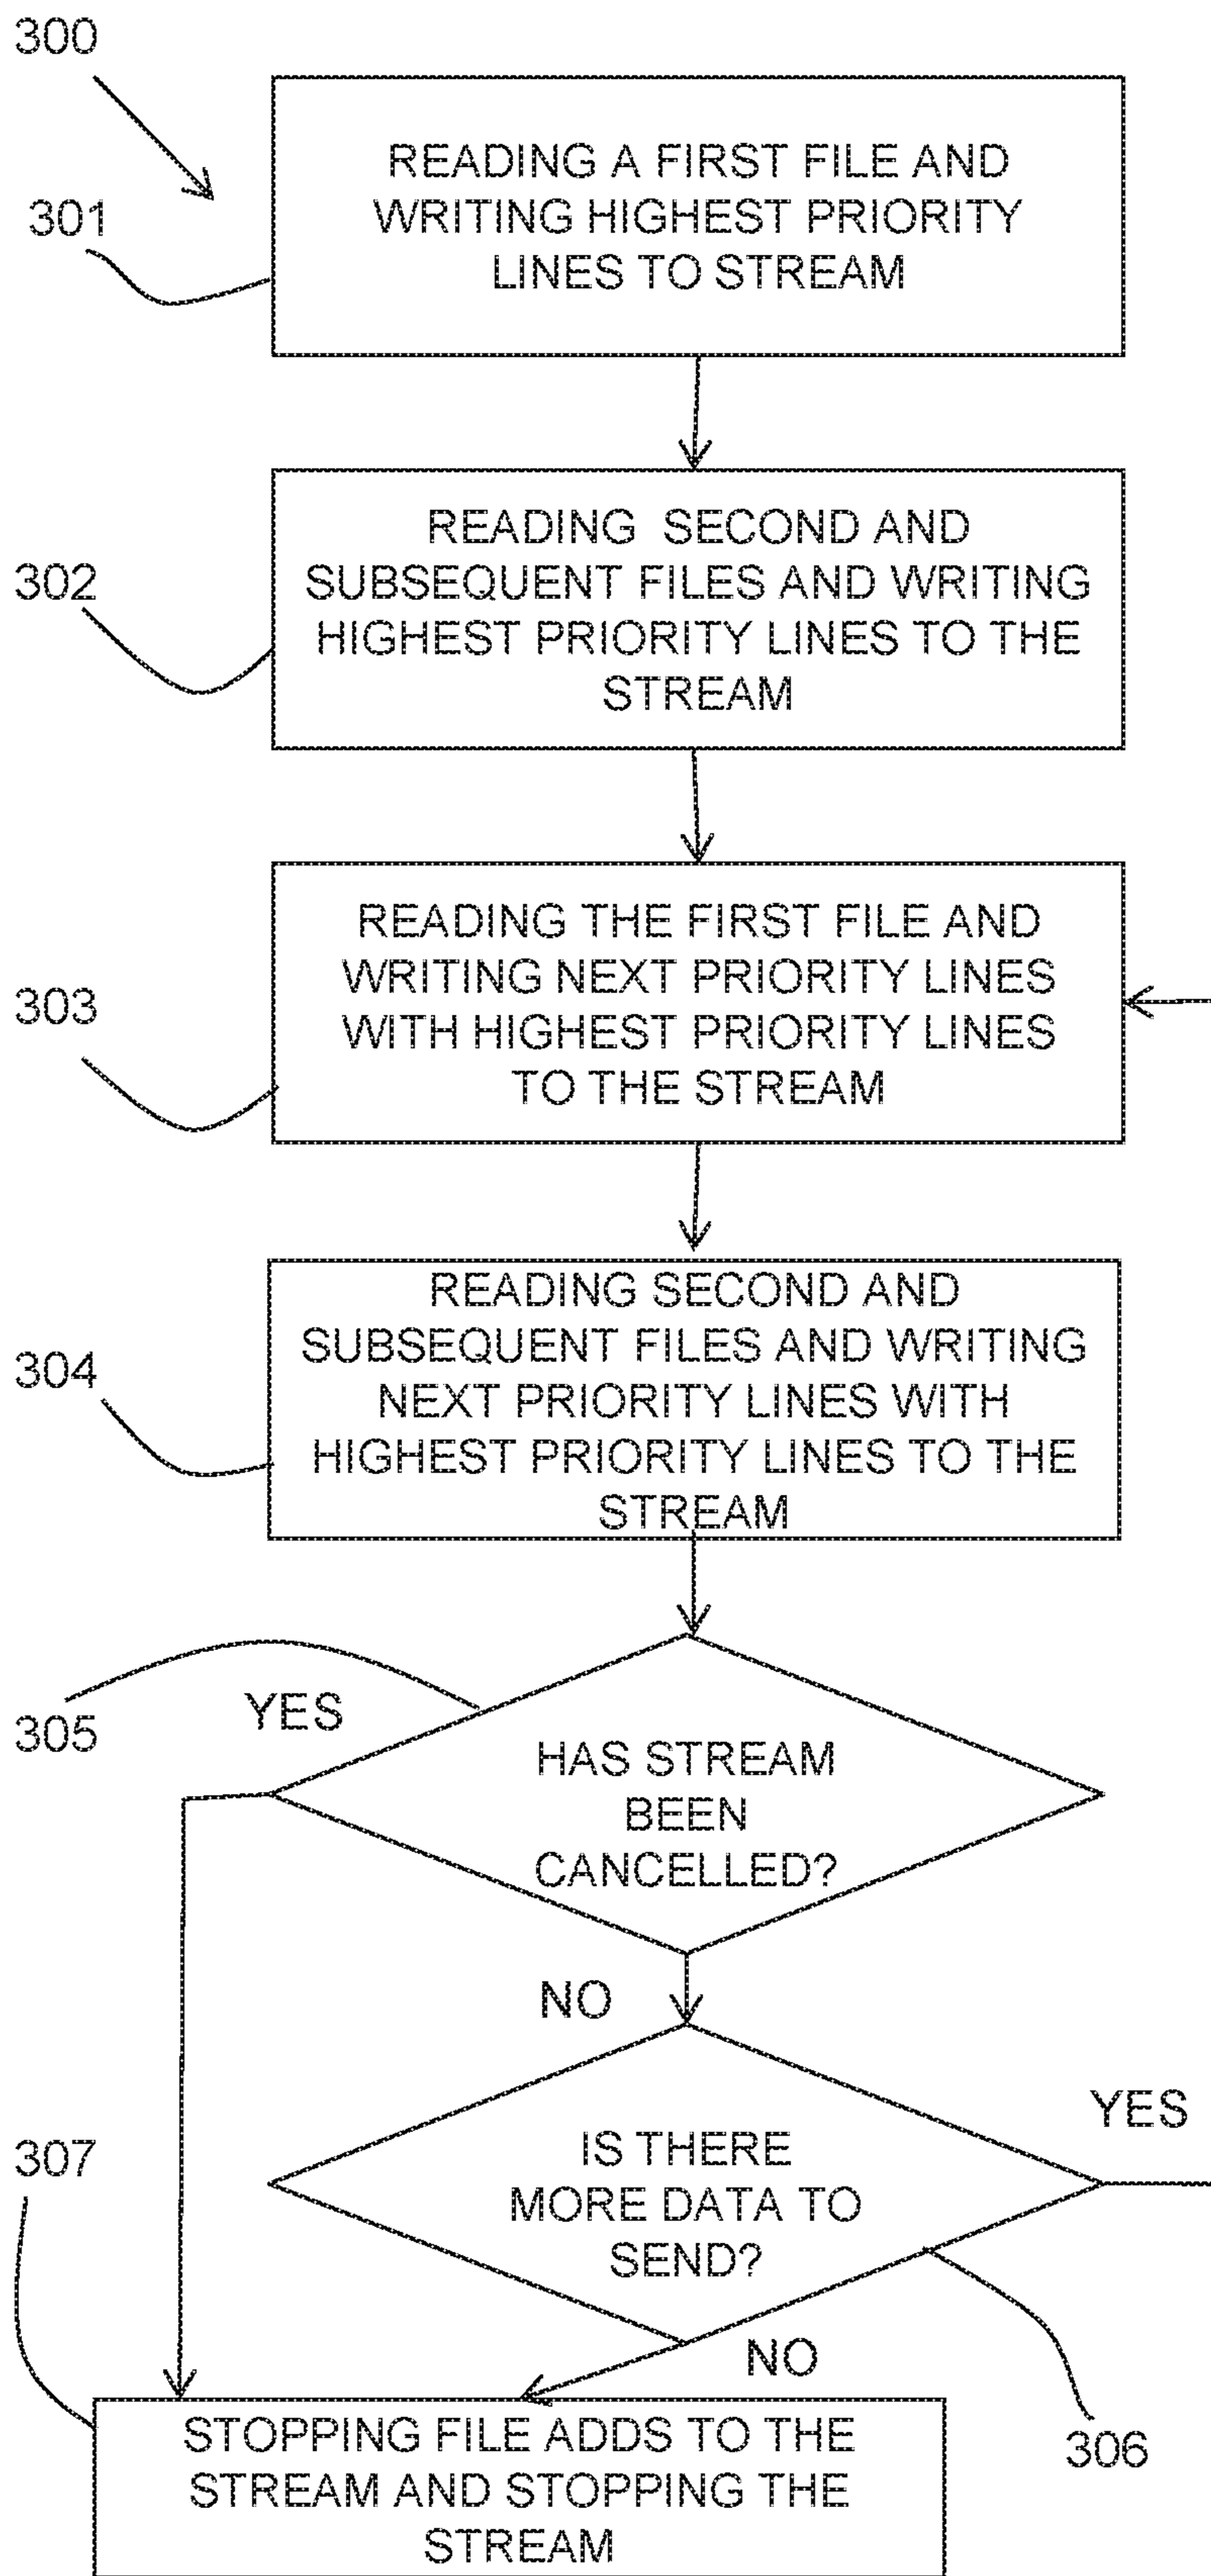 300
301
READING A FIRST FILE AND
WRITING HIGHEST PRIORITY
LINES TO STREAM
302
READING SECOND AND
SUBSEQUENT FILES AND WRITING
HIGHEST PRIORITY LINES TO THE
STREAM
303
READING THE FIRST FILE AND
WRITING NEXT PRIORITY LINES
WITH HIGHEST PRIORITY LINES
TO THE STREAM
304
READING SECOND AND
SUBSEQUENT FILES AND WRITING
NEXT PRIORITY LINES WITH
HIGHEST PRIORITY LINES TO THE
STREAM
305
YES
HAS STREAM
BEEN
CANCELLED?
NO
YES
IS THERE
MORE DATA TO
SEND?
307
NO
306
STOPPING FILE ADDS TO THE
STREAM AND STOPPING THE
STREAM